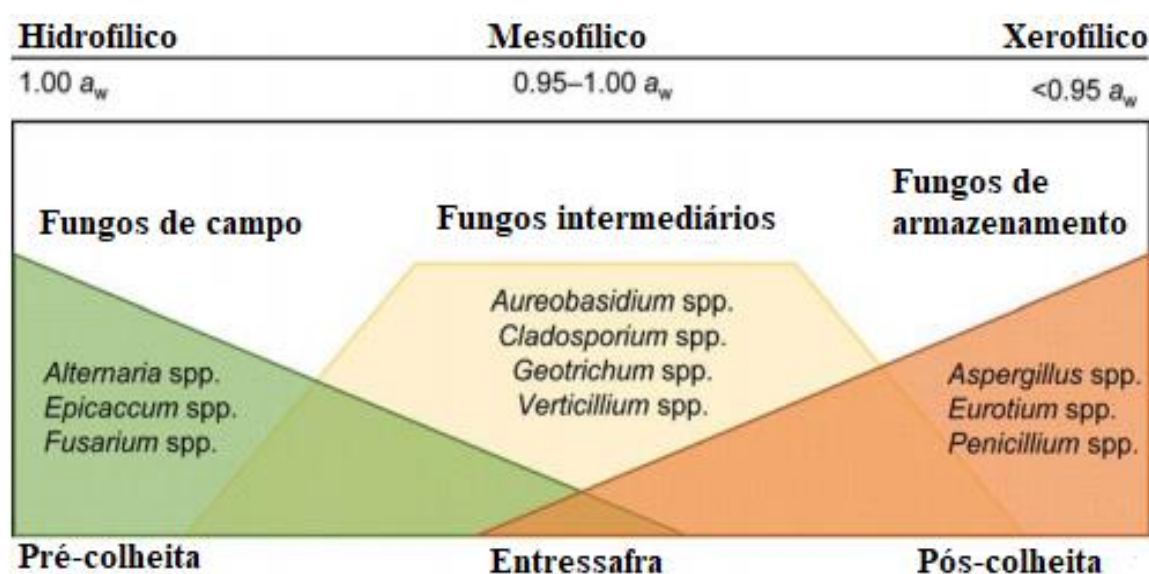 Hidrofílico Mesofílico Xerofílico
1.00 aw 0.95–1.00 aw <0.95 aw
Fungos de campo
Fungos intermediários
Fungos de
armazenamento
Alternaria spp.
Epicaccum spp.
Fusarium spp.
Aureobasidium spp.
Cladosporium spp.
Geotrichum spp.
Verticillium spp.
Aspergillus spp.
Eurotium spp.
Penicillium spp.
Pré-colheita Entressafra Pós-colheita